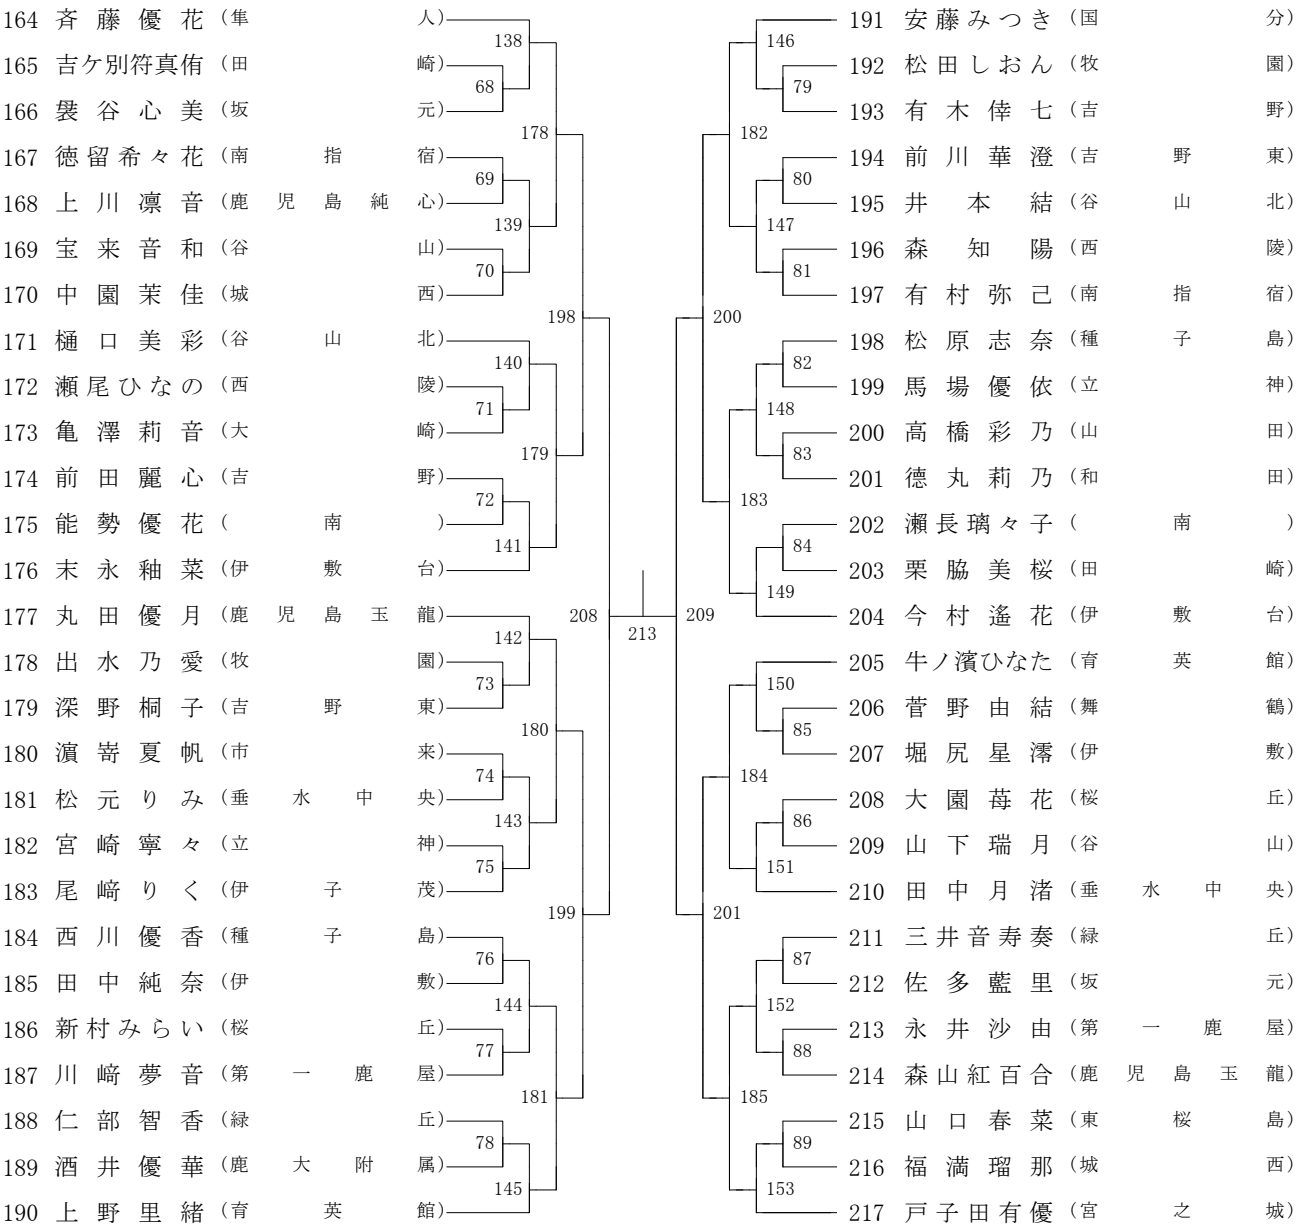 164 斉藤優花（隼人）
165 吉ケ別符真侑（田崎）
166 襲谷心美（坂元）
167 徳留希々花（南指宿）
168 上川凛音（鹿児島純心）
169 宝来音和（谷山）
170 中園茉佳（城西）
171 樋口美彩（谷山北）
172 瀬尾ひなの（西陵）
173 亀澤莉音（大崎）
174 前田麗心（吉野）
175 能勢優花（南）
176 末永釉菜（伊敷台）
177 丸田優月（鹿児島玉龍）
178 出水乃愛（牧園）
179 深野桐子（吉野東）
180 濵嵜夏帆（市来）
181 松元りみ（垂水中央）
182 宮崎寧々（立神）
183 尾﨑りく（伊子茂）
184 西川優香（種子島）
185 田中純奈（伊敷）
186 新村みらい（桜丘）
187 川﨑夢音（第一鹿屋）
188 仁部智香（緑丘）
189 酒井優華（鹿大附属）
190 上野里緒（育英館）
138
68
178
69
139
70
198
140
71
179
72
141
208
142
73
180
74
143
75
199
76
144
77
181
78
145
213
146
79
182
80
147
81
200
82
148
83
183
84
149
209
150
85
184
86
151
201
87
152
88
185
89
153
191 安藤みつき（国分）
192 松田しおん（牧園）
193 有木倖七（吉野）
194 前川華澄（吉野東）
195 井本結（谷山北）
196 森知陽（西陵）
197 有村弥己（南指宿）
198 松原志奈（種子島）
199 馬場優依（立神）
200 高橋彩乃（山田）
201 德丸莉乃（和田）
202 瀨長璃々子（南）
203 栗脇美桜（田崎）
204 今村遙花（伊敷台）
205 牛ノ濱ひなた（育英館）
206 菅野由結（舞鶴）
207 堀尻星澪（伊敷）
208 大園苺花（桜丘）
209 山下瑞月（谷山）
210 田中月渚（垂水中央）
211 三井音寿奏（緑丘）
212 佐多藍里（坂元）
213 永井沙由（第一鹿屋）
214 森山紅百合（鹿児島玉龍）
215 山口春菜（東桜島）
216 福満瑠那（城西）
217 戸子田有優（宮之城）